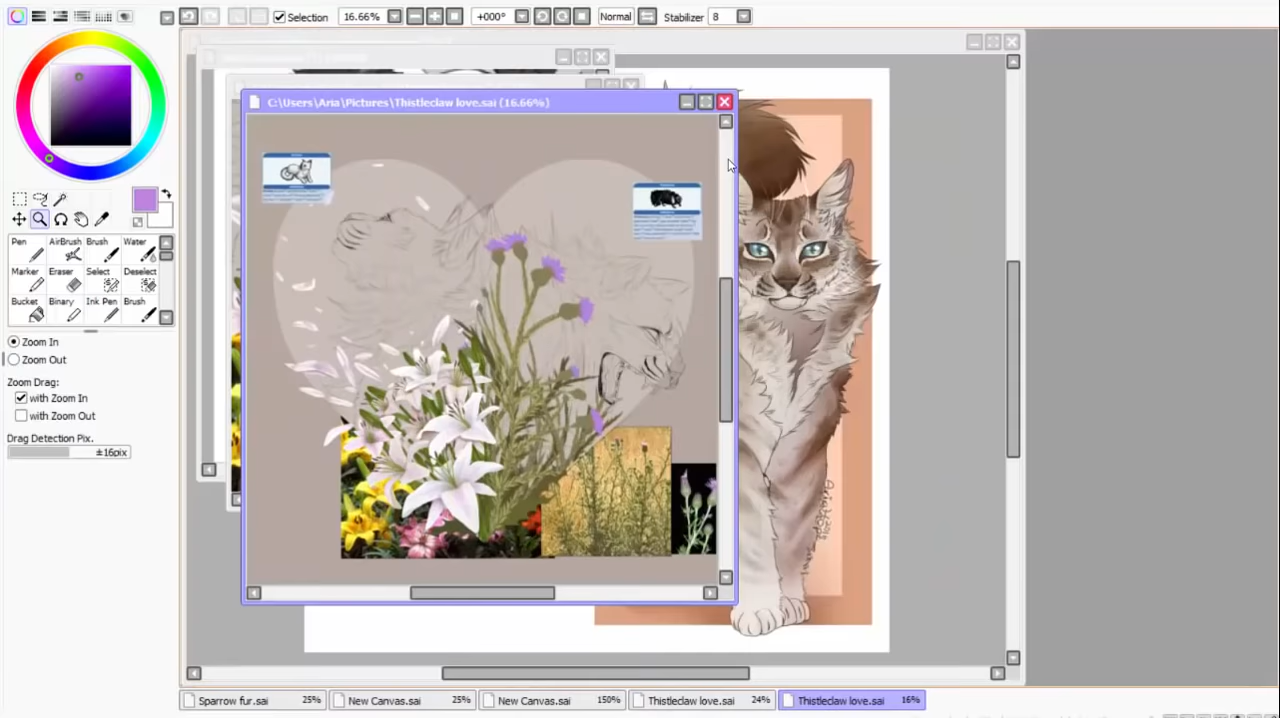 Selection
16.66%
+000°
Normal
Stabilizer 8
C:\Users\Aria\Pictures\Thistleclaw love.sai (16.66%)
Pen
AirBrush
Brush
Water
Marker
Eraser
Select
Deselect
Bucket
Binary
Ink Pen
Brush
Zoom In
Zoom Out
Zoom Drag:
with Zoom In
with Zoom Out
Drag Detection Pix.
±16pix
Sparrow fur.sai 25%
New Canvas.sai 25%
New Canvas.sai 150%
Thistleclaw love.sai 24%
Thistleclaw love.sai 16%